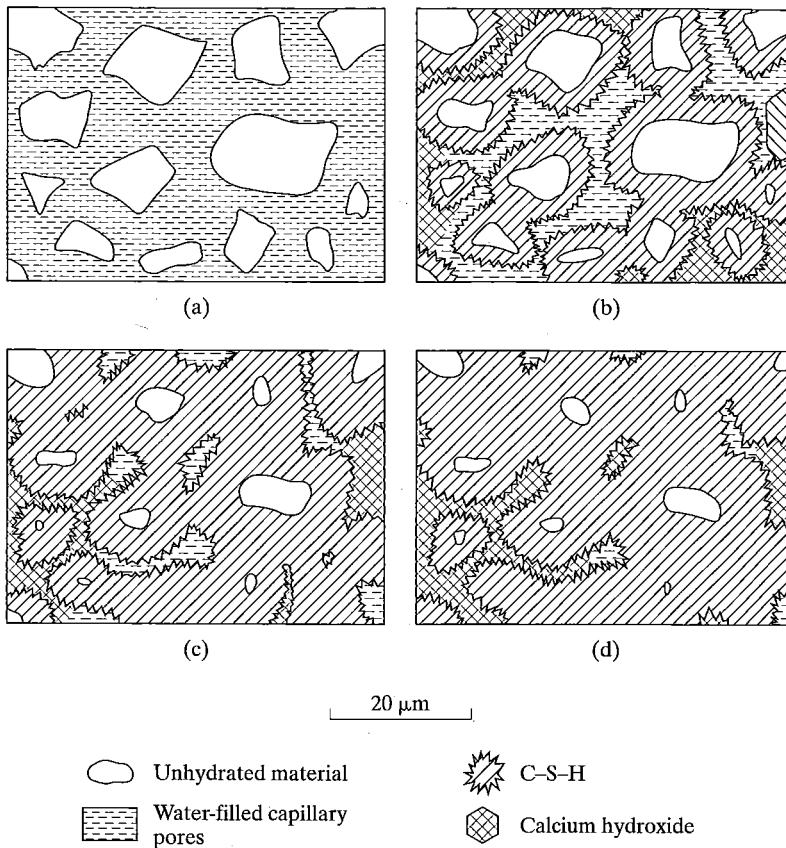 (a)
(b)
(c)
(d)
20 μm
Unhydrated material
C–S–H
Water-filled capillary
pores
Calcium hydroxide